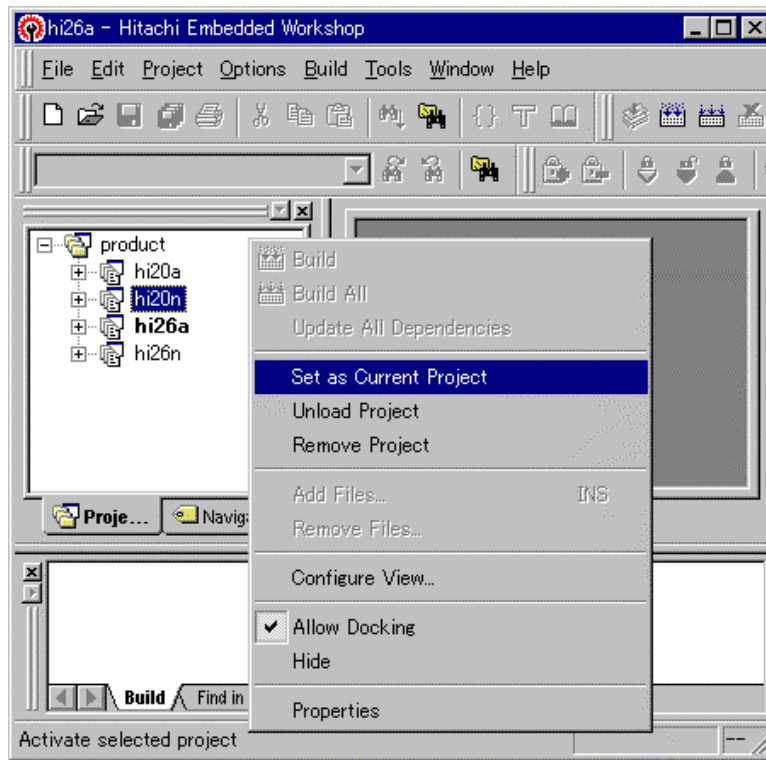 hi26a - Hitachi Embedded Workshop
File Edit Project Options Build Tools Window Help
product
hi20a
hi20n
hi26a
hi26n
Build
Build All
Update All Dependencies
Set as Current Project
Unload Project
Remove Project
Add Files... INS
Remove Files...
Configure View...
Allow Docking
Hide
Properties
Proje... Navig
Build Find in
Activate selected project --